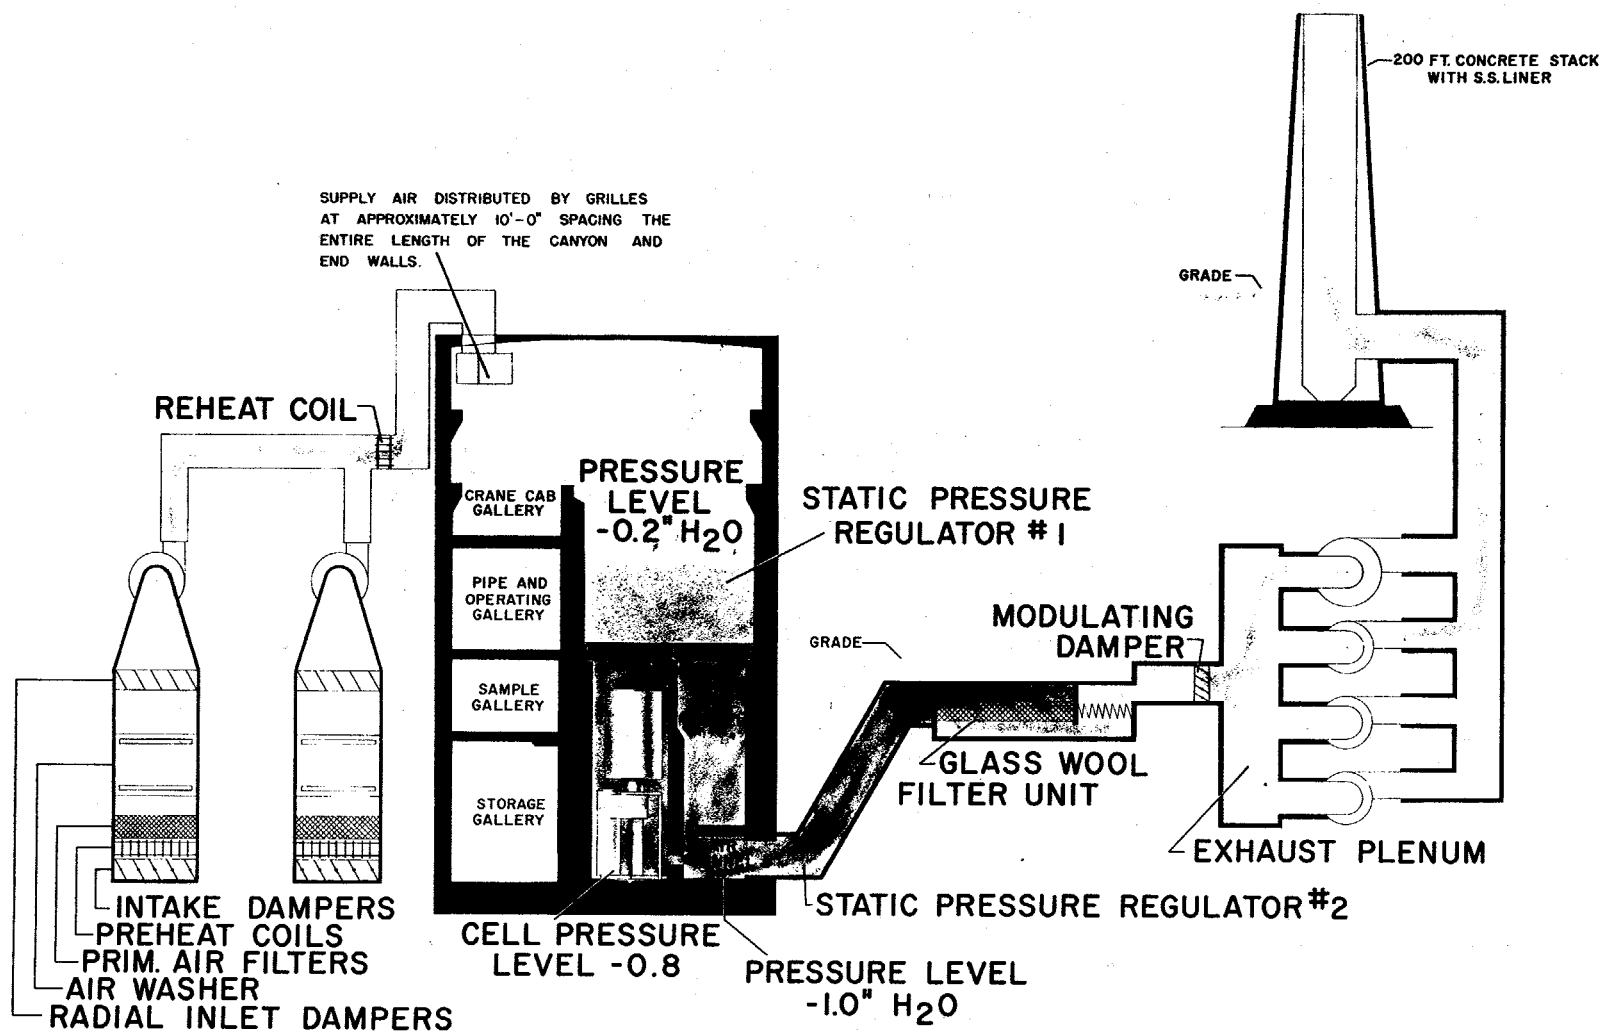 200 FT. CONCRETE STACK
WITH S.S. LINER
SUPPLY AIR DISTRIBUTED BY GRILLES
AT APPROXIMATELY 10'-0" SPACING THE
ENTIRE LENGTH OF THE CANYON AND
END WALLS.
GRADE
REHEAT COIL
PRESSURE
LEVEL
-0.2" H2O
CRANE CAB
GALLERY
STATIC PRESSURE
REGULATOR #1
PIPE AND
OPERATING
GALLERY
MODULATING
DAMPER
GRADE
SAMPLE
GALLERY
GLASS WOOL
FILTER UNIT
STORAGE
GALLERY
EXHAUST PLENUM
INTAKE DAMPERS
PREHEAT COILS
PRIM. AIR FILTERS
AIR WASHER
RADIAL INLET DAMPERS
STATIC PRESSURE REGULATOR #2
CELL PRESSURE
LEVEL -0.8
PRESSURE LEVEL
-1.0" H2O